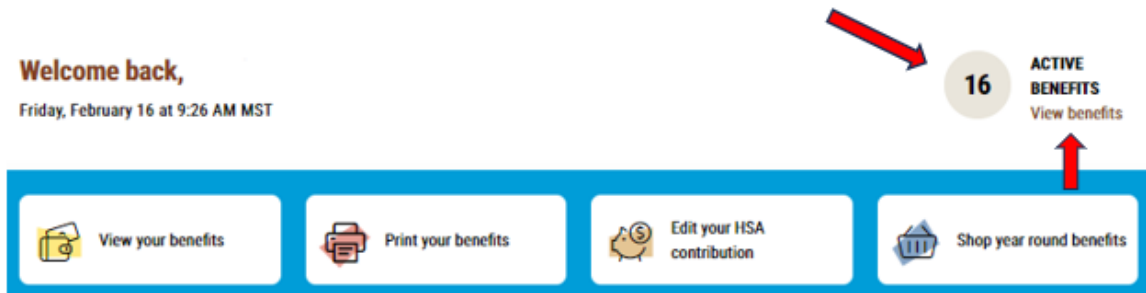 Welcome back,
Friday, February 16 at 9:26 AM MST
16
ACTIVE
BENEFITS
View benefits
View your benefits
Print your benefits
Edit your HSA
contribution
Shop year round benefits